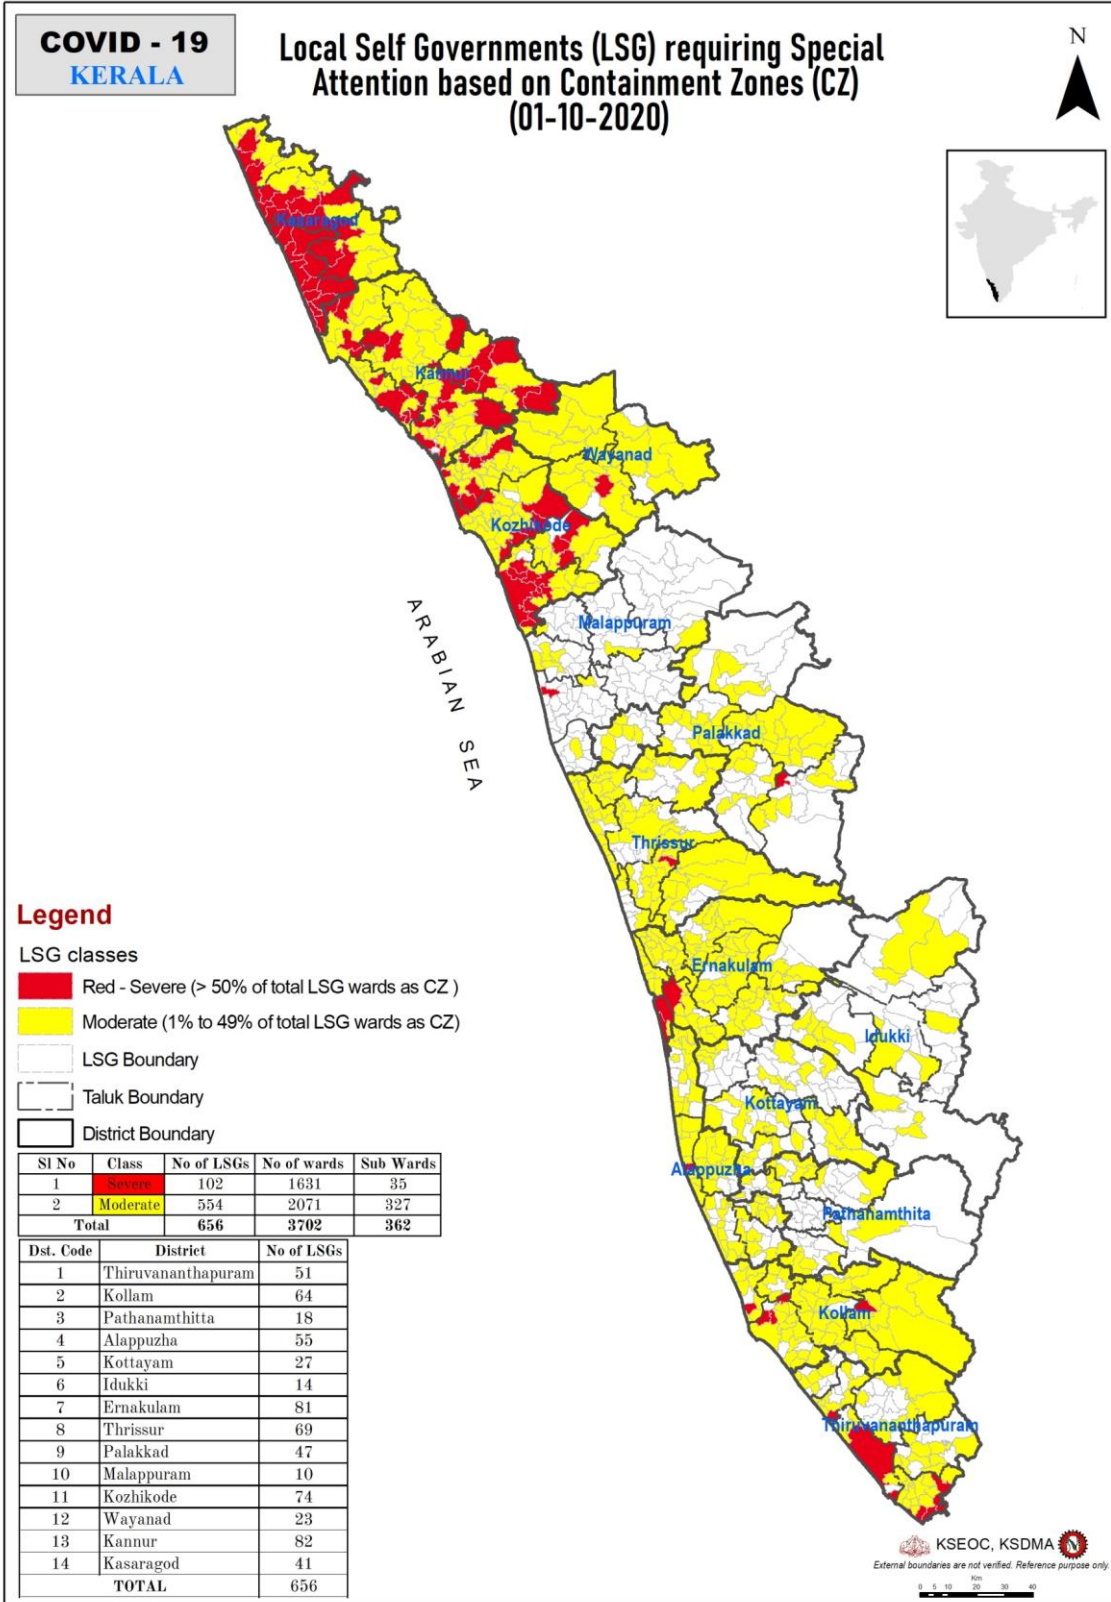 COVID - 19
KERALA
Local Self Governments (LSG) requiring Special
Attention based on Containment Zones (CZ)
(01-10-2020)
N
Kasaragod
Kannur
Wayanad
Kozhikode
Malappuram
ARABIAN SEA
Palakkad
Thrissur
Ernakulam
Idukki
Kottayam
Alappuzha
Pathanamthita
Kollam
Thiruvananthapuram
Legend
LSG classes
Red - Severe (> 50% of total LSG wards as CZ )
Moderate (1% to 49% of total LSG wards as CZ)
LSG Boundary
Taluk Boundary
District Boundary
Sl No Class No of LSGs No of wards Sub Wards
1 Severe 102 1631 35
2 Moderate 554 2071 327
Total 656 3702 362
Dst. Code District No of LSGs
1 Thiruvananthapuram 51
2 Kollam 64
3 Pathanamthitta 18
4 Alappuzha 55
5 Kottayam 27
6 Idukki 14
7 Ernakulam 81
8 Thrissur 69
9 Palakkad 47
10 Malappuram 10
11 Kozhikode 74
12 Wayanad 23
13 Kannur 82
14 Kasaragod 41
TOTAL 656
KSEOC, KSDMA
External boundaries are not verified. Reference purpose only.
Km
0 5 10 20 30 40